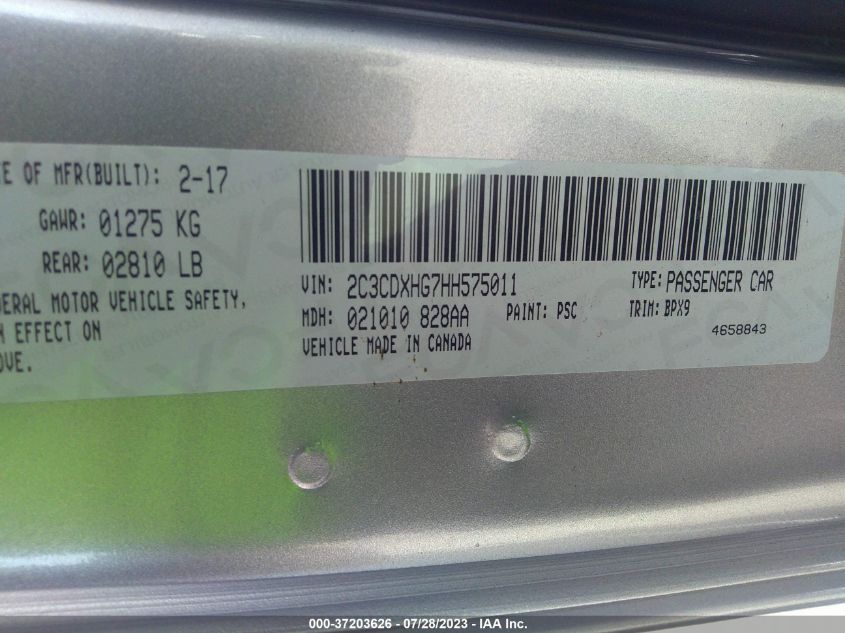 E OF MFR(BUILT): 2-17
GAWR: 01275 KG
REAR: 02810 LB
DERAL MOTOR VEHICLE SAFETY,
N EFFECT ON
OVE.
VIN: 2C3CDXHG7HH575011 TYPE: PASSENGER CAR
MDH: 021010 828AA PAINT: PSC TRIM: BPX9
VEHICLE MADE IN CANADA 4658843
000-37203626 - 07/28/2023 - IAA Inc.